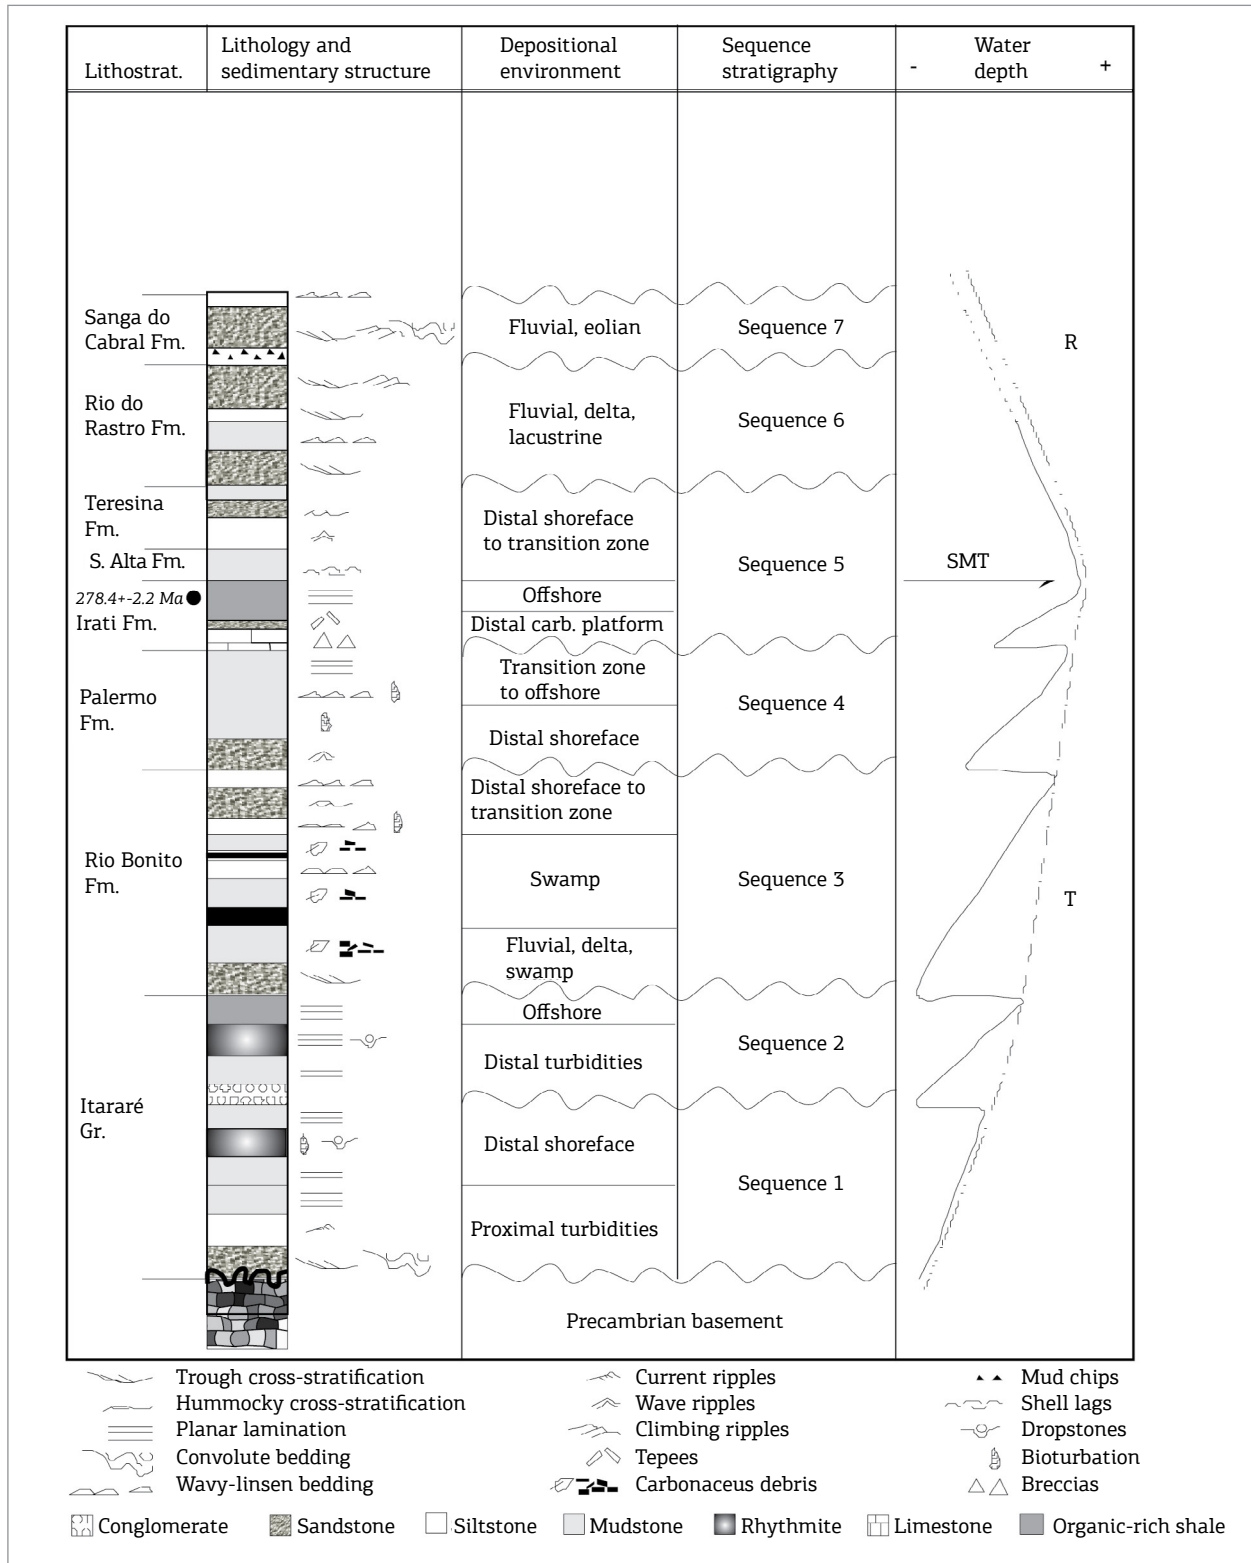 Lithostrat.
Lithology and
sedimentary structure
Depositional
environment
Sequence
stratigraphy
Water
depth
-
+
Sanga do
Cabral Fm.
Fluvial, eolian
Sequence 7
R
Rio do
Rastro Fm.
Fluvial, delta,
lacustrine
Sequence 6
Teresina
Fm.
Distal shoreface
to transition zone
S. Alta Fm.
Sequence 5
SMT
278.4+-2.2 Ma
Irati Fm.
Offshore
Distal carb. platform
Palermo
Fm.
Transition zone
to offshore
Sequence 4
Distal shoreface
Rio Bonito
Fm.
Distal shoreface to
transition zone
Swamp
Sequence 3
T
Fluvial, delta,
swamp
Itararé
Gr.
Offshore
Distal turbidities
Sequence 2
Distal shoreface
Sequence 1
Proximal turbidities
Precambrian basement
Trough cross-stratification
Hummocky cross-stratification
Planar lamination
Convolute bedding
Wavy-linsen bedding
Current ripples
Wave ripples
Climbing ripples
Tepees
Carbonaceus debris
Mud chips
Shell lags
Dropstones
Bioturbation
Breccias
Conglomerate
Sandstone
Siltstone
Mudstone
Rhythmite
Limestone
Organic-rich shale